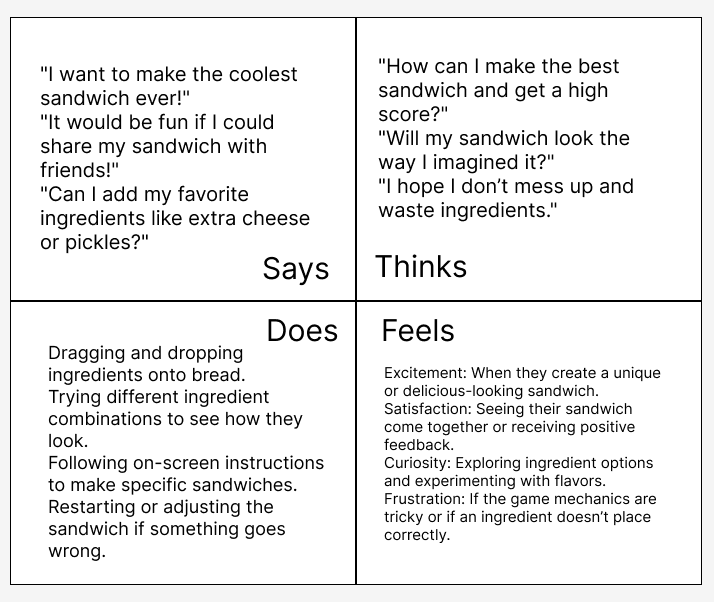 "I want to make the coolest
sandwich ever!"
"It would be fun if I could
share my sandwich with
friends!"
"Can I add my favorite
ingredients like extra cheese
or pickles?"
Says
"How can I make the best
sandwich and get a high
score?"
"Will my sandwich look the
way I imagined it?"
"I hope I don’t mess up and
waste ingredients."
Thinks
Does
Dragging and dropping
ingredients onto bread.
Trying different ingredient
combinations to see how they
look.
Following on-screen instructions
to make specific sandwiches.
Restarting or adjusting the
sandwich if something goes
wrong.
Feels
Excitement: When they create a unique
or delicious-looking sandwich.
Satisfaction: Seeing their sandwich
come together or receiving positive
feedback.
Curiosity: Exploring ingredient options
and experimenting with flavors.
Frustration: If the game mechanics are
tricky or if an ingredient doesn’t place
correctly.